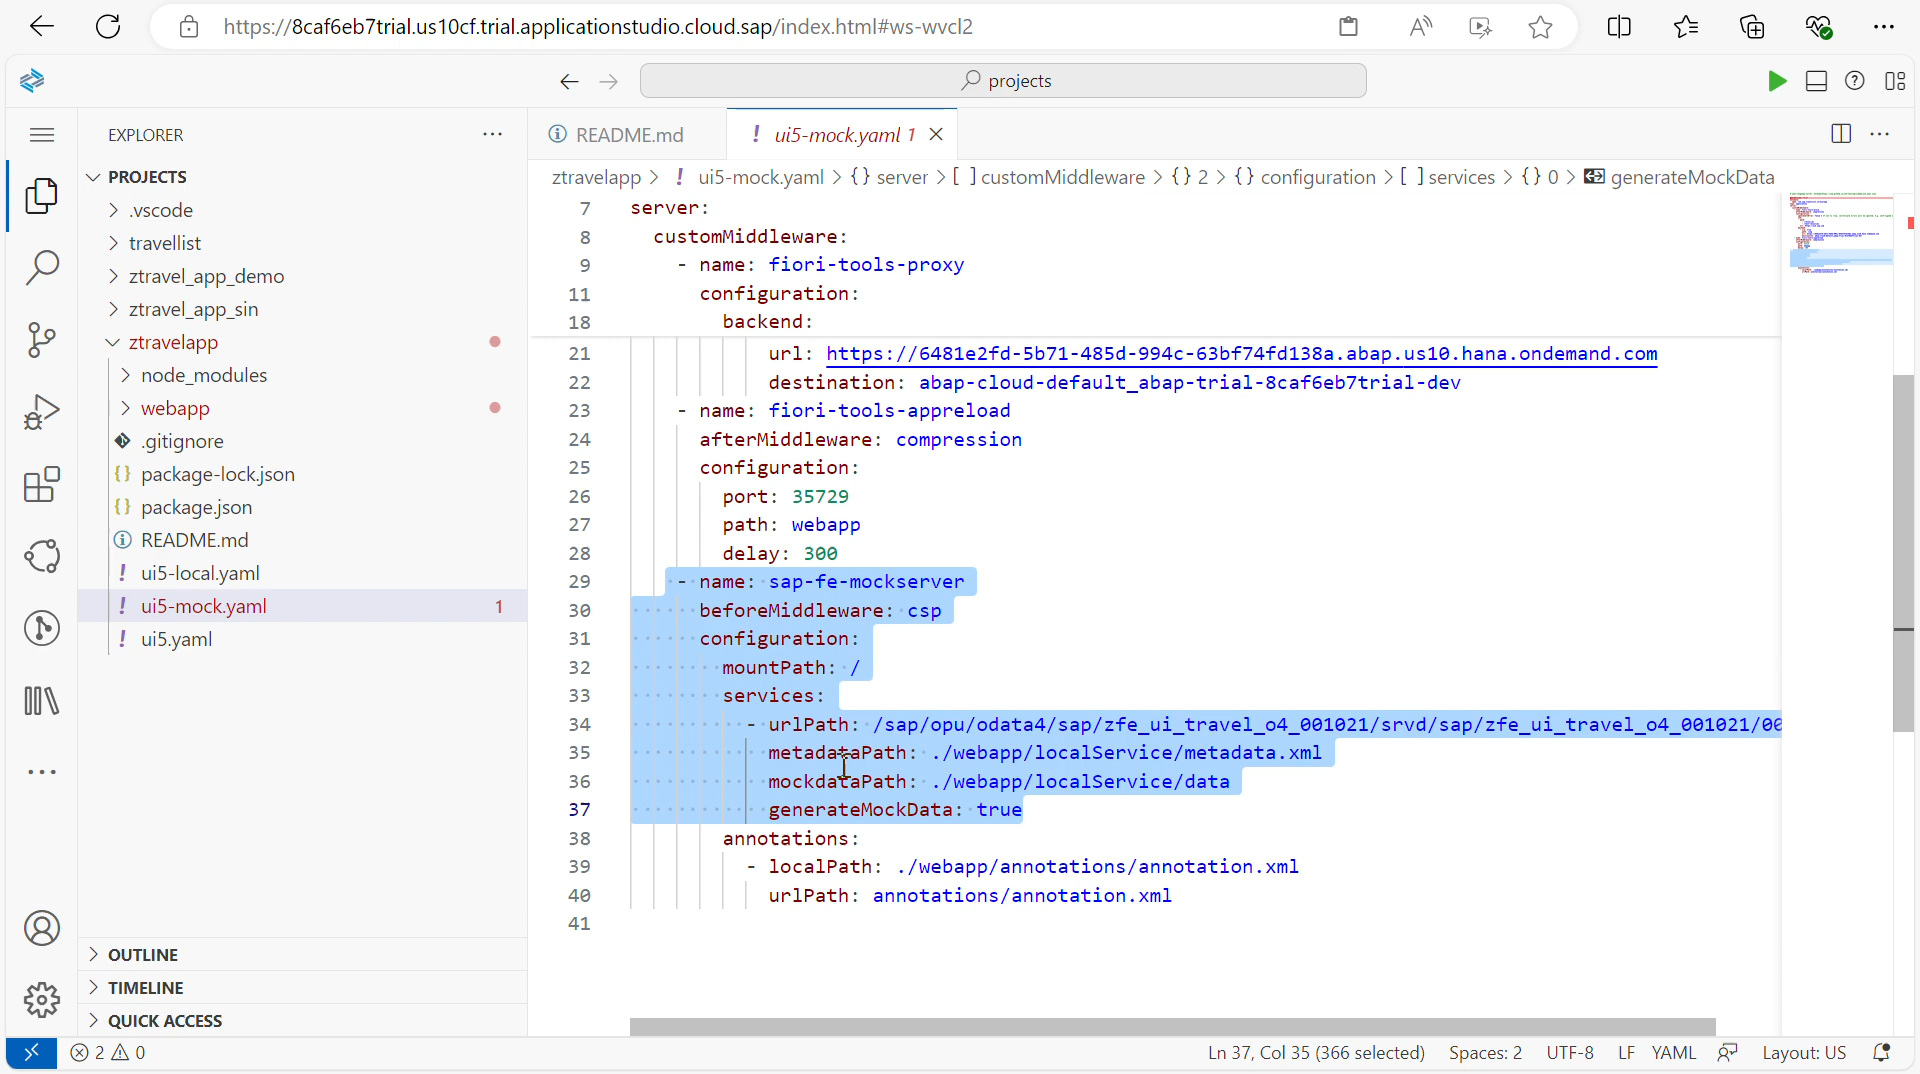 https://8caf6eb7trial.us10cf.trial.applicationstudio.cloud.sap/index.html#ws-wvcl2
projects
EXPLORER
PROJECTS
.vscode
travellist
ztravel_app_demo
ztravel_app_sin
ztravelapp
node_modules
webapp
.gitignore
package-lock.json
package.json
README.md
ui5-local.yaml
ui5-mock.yaml 1
ui5.yaml
OUTLINE
TIMELINE
QUICK ACCESS
README.md
ui5-mock.yaml 1
ztravelapp > ! ui5-mock.yaml > {} server > [ ] customMiddleware > {} 2 > {} configuration > [ ] services > {} 0 > generateMockData
7 server:
8 customMiddleware:
9 - name: fiori-tools-proxy
11 configuration:
18 backend:
21 url: https://6481e2fd-5b71-485d-994c-63bf74fd138a.abap.us10.hana.ondemand.com
22 destination: abap-cloud-default_abap-trial-8caf6eb7trial-dev
23 - name: fiori-tools-appreload
24 afterMiddleware: compression
25 configuration:
26 port: 35729
27 path: webapp
28 delay: 300
29 - name: sap-fe-mockserver
30 beforeMiddleware: csp
31 configuration:
32 mountPath: /
33 services:
34 - urlPath: /sap/opu/odata4/sap/zfe_ui_travel_o4_001021/srvd/sap/zfe_ui_travel_o4_001021/00
35 metadataPath: ./webapp/localService/metadata.xml
36 mockdataPath: ./webapp/localService/data
37 generateMockData: true
38 annotations:
39 - localPath: ./webapp/annotations/annotation.xml
40 urlPath: annotations/annotation.xml
41
2 0
Ln 37, Col 35 (366 selected) Spaces: 2 UTF-8 LF YAML Layout: US